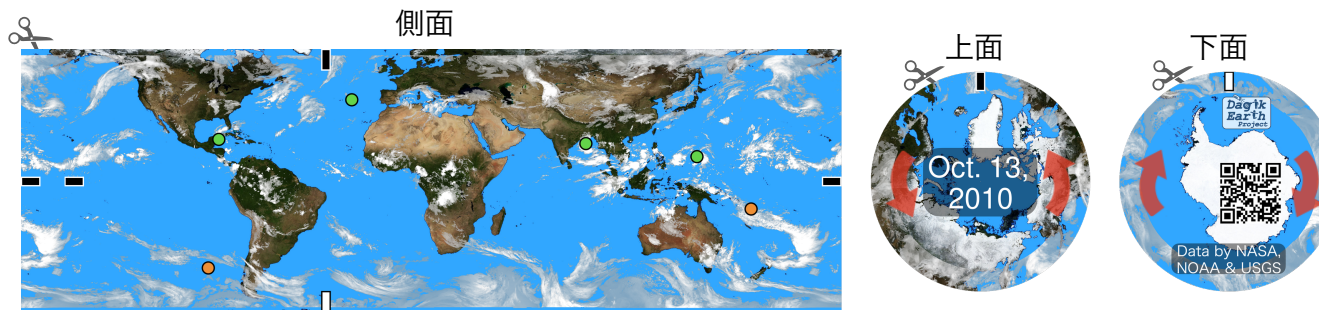 側面
上面
下面
Oct. 13,
2010
Dagik
Earth
Project
Data by NASA,
NOAA & USGS